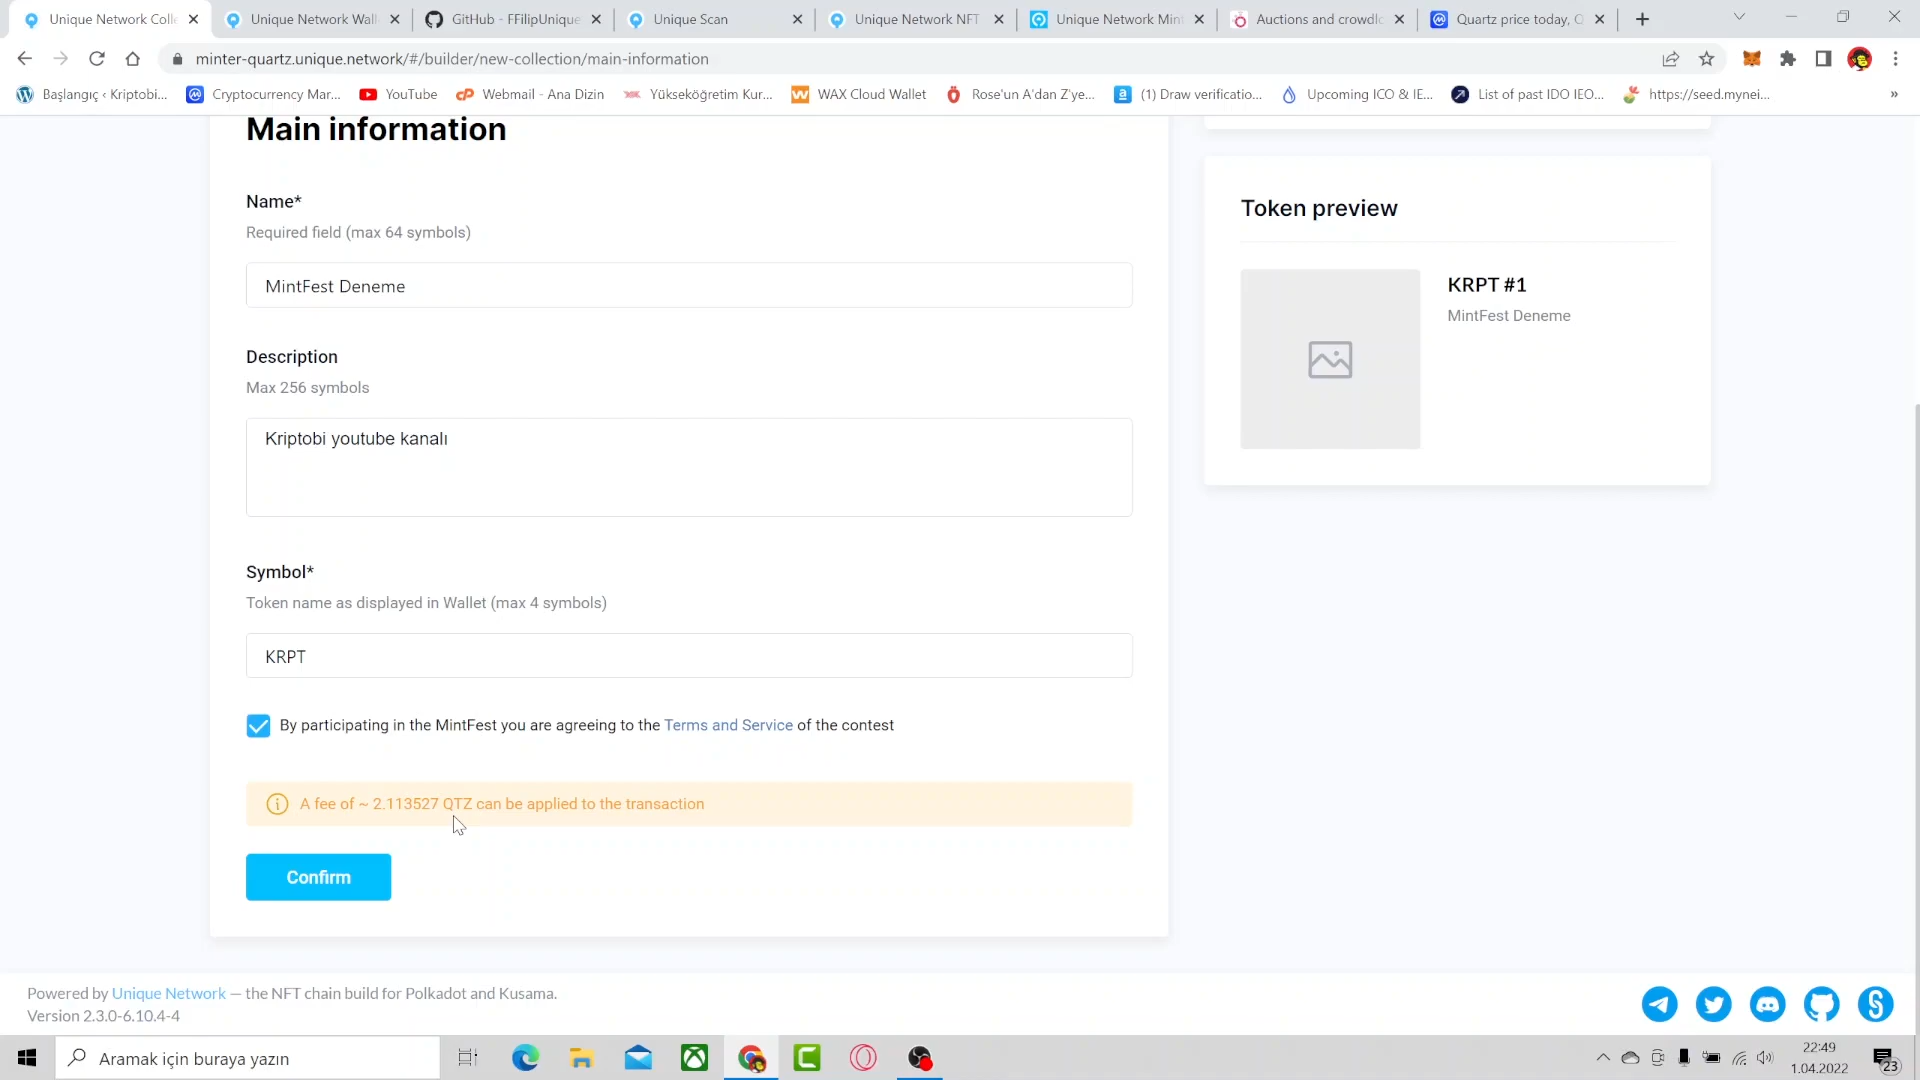 Unique Network Colle
Unique Network Wall
GitHub - FFilipUnique
Unique Scan
Unique Network NFT
Unique Network Min
Auctions and crowdlo
Quartz price today, Q
minter-quartz.unique.network/#/builder/new-collection/main-information
Başlangıç ‹ Kriptobi...
Cryptocurrency Mar...
YouTube
Webmail - Ana Dizin
Yükseköğretim Kur...
WAX Cloud Wallet
Rose'un A'dan Z'ye...
(1) Draw verificatio...
Upcoming ICO & IE...
List of past IDO IEO...
https://seed.mynei...
»
Main information
Name*
Required field (max 64 symbols)
MintFest Deneme
Description
Max 256 symbols
Kriptobi youtube kanalı
Symbol*
Token name as displayed in Wallet (max 4 symbols)
KRPT
By participating in the MintFest you are agreeing to the Terms and Service of the contest
A fee of ~ 2.113527 QTZ can be applied to the transaction
Confirm
Token preview
KRPT #1
MintFest Deneme
Powered by Unique Network — the NFT chain build for Polkadot and Kusama.
Version 2.3.0-6.10.4-4
Aramak için buraya yazın
22:49
1.04.2022
23